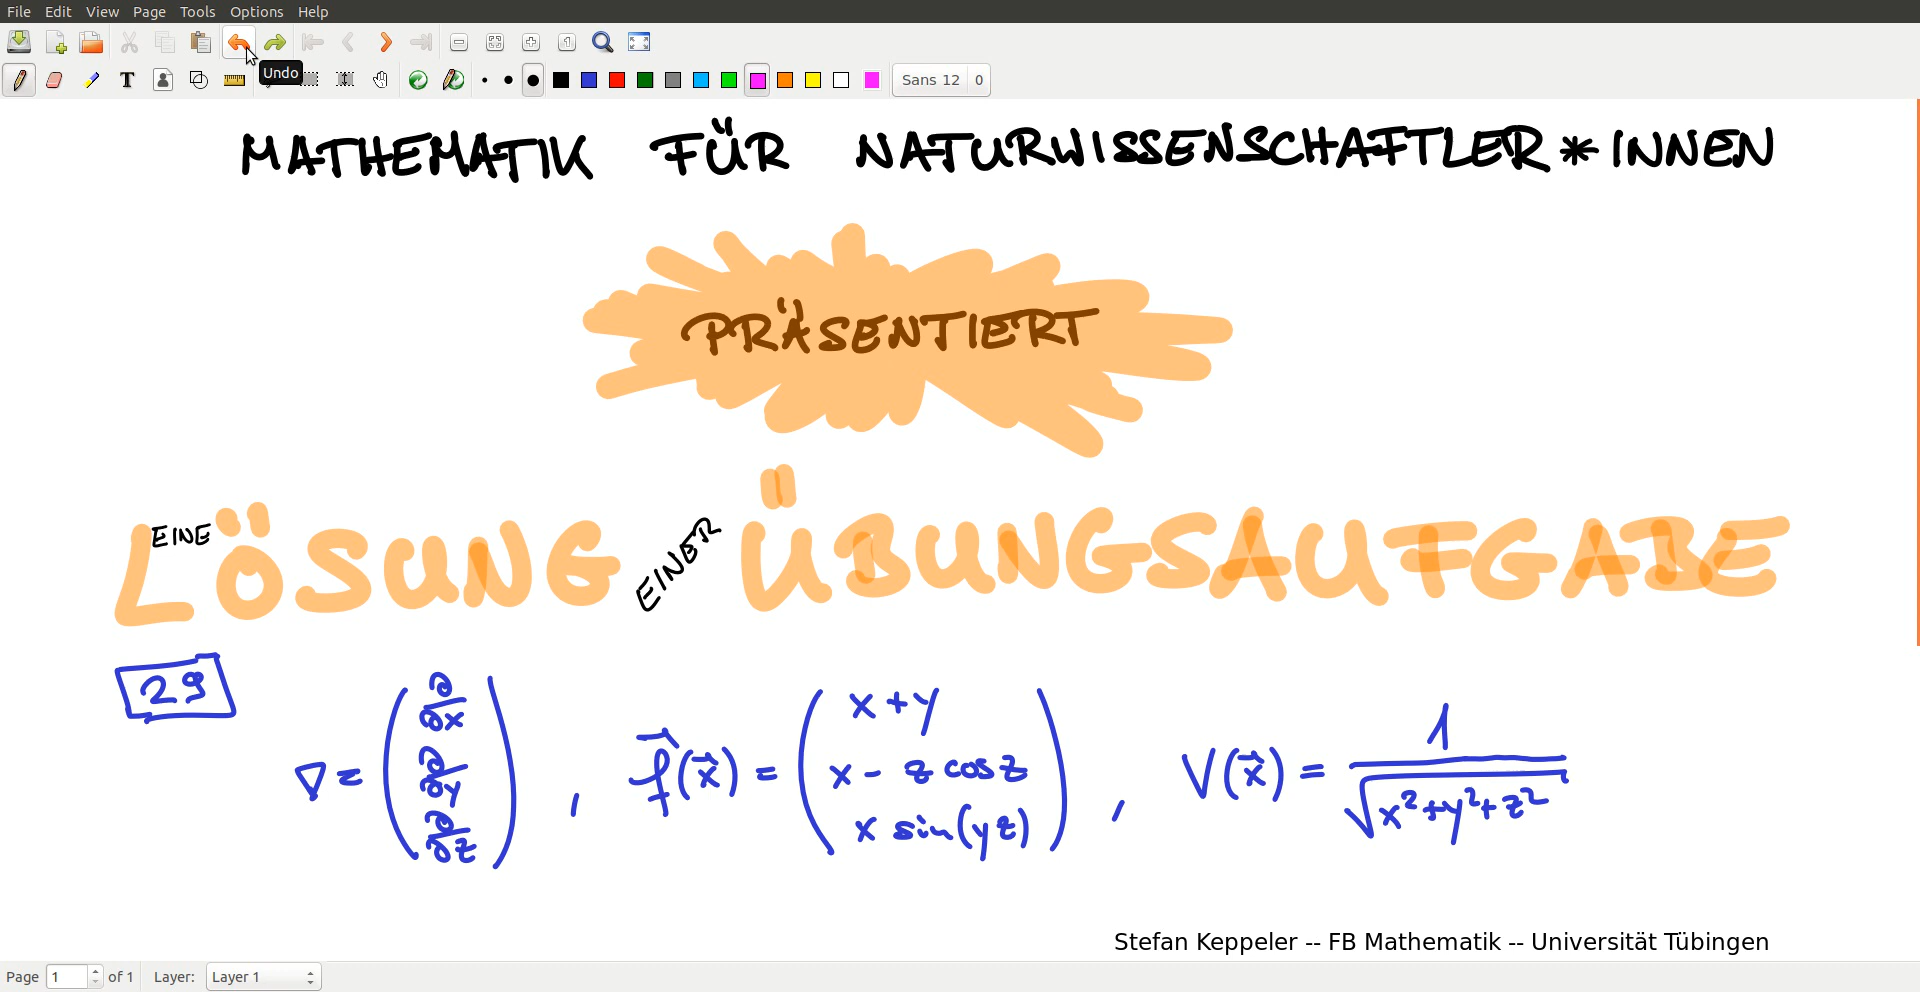 File Edit View Page Tools Options Help
Undo
Sans 12 0
MATHEMATIK FÜR NATURWISSENSCHAFTLER*INNEN
PRÄSENTIERT
EINE LÖSUNG EINER ÜBUNGSAUFGABE
29
∇ = (∂/∂x, ∂/∂y, ∂/∂z) , f⃗(x⃗) = (x + y, x - z cos z, x sin(yz)) , V(x⃗) = 1/√(x²+y²+z²)
Stefan Keppeler -- FB Mathematik -- Universität Tübingen
Page 1 of 1 Layer: Layer 1